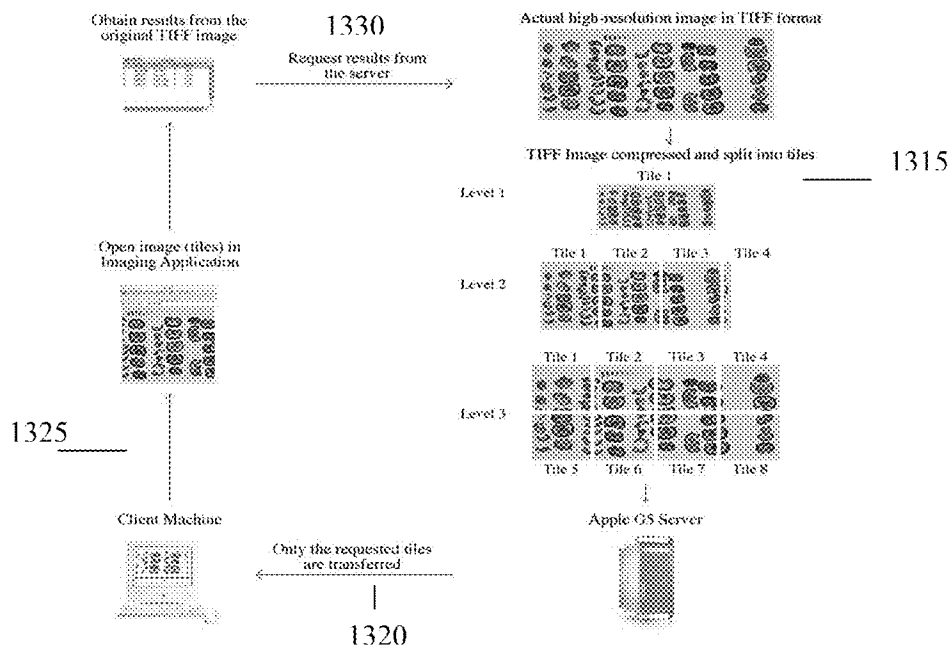 Obtain results from the
original TIFF image
1330
Request results from
the server
Actual high-resolution image in TIFF format
TIFF Image compressed and split into tiles
1315
Level 1
Tile 1
Open image (tiles) in
Imaging Application
Level 2
Tile 1 Tile 2 Tile 3 Tile 4
Level 3
Tile 1 Tile 2 Tile 3 Tile 4
Tile 5 Tile 6 Tile 7 Tile 8
1325
Client Machine
Only the requested tiles
are transferred
1320
Apple G5 Server